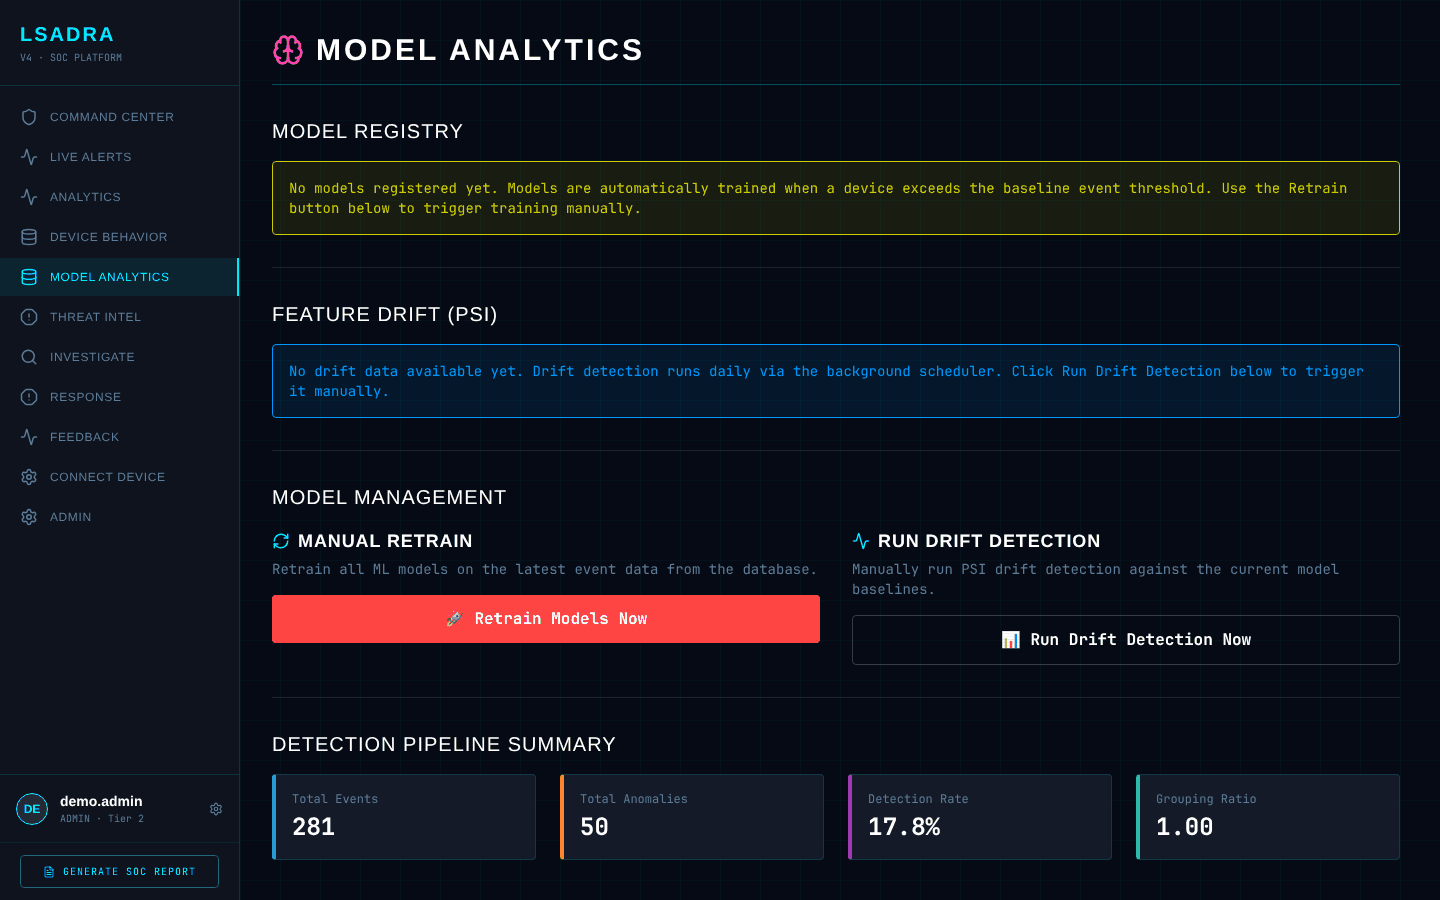 LSADRA
V4 · SOC PLATFORM
COMMAND CENTER
LIVE ALERTS
ANALYTICS
DEVICE BEHAVIOR
MODEL ANALYTICS
THREAT INTEL
INVESTIGATE
RESPONSE
FEEDBACK
CONNECT DEVICE
ADMIN
DE
demo.admin
ADMIN · Tier 2
GENERATE SOC REPORT
MODEL ANALYTICS
MODEL REGISTRY
No models registered yet. Models are automatically trained when a device exceeds the baseline event threshold. Use the Retrain
button below to trigger training manually.
FEATURE DRIFT (PSI)
No drift data available yet. Drift detection runs daily via the background scheduler. Click Run Drift Detection below to trigger
it manually.
MODEL MANAGEMENT
MANUAL RETRAIN
Retrain all ML models on the latest event data from the database.
🚀 Retrain Models Now
RUN DRIFT DETECTION
Manually run PSI drift detection against the current model
baselines.
📊 Run Drift Detection Now
DETECTION PIPELINE SUMMARY
Total Events
281
Total Anomalies
50
Detection Rate
17.8%
Grouping Ratio
1.00